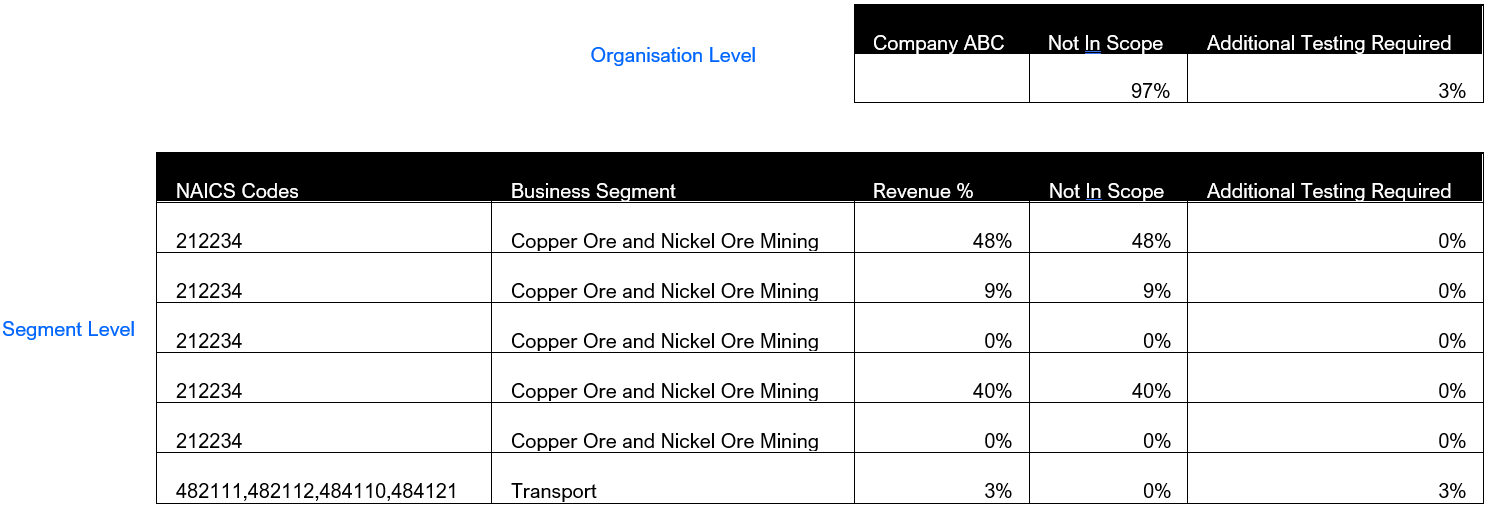 Organisation Level
Company ABC Not In Scope Additional Testing Required
97% 3%
NAICS Codes Business Segment Revenue % Not In Scope Additional Testing Required
212234 Copper Ore and Nickel Ore Mining 48% 48% 0%
212234 Copper Ore and Nickel Ore Mining 9% 9% 0%
Segment Level
212234 Copper Ore and Nickel Ore Mining 0% 0% 0%
212234 Copper Ore and Nickel Ore Mining 40% 40% 0%
212234 Copper Ore and Nickel Ore Mining 0% 0% 0%
482111,482112,484110,484121 Transport 3% 0% 3%